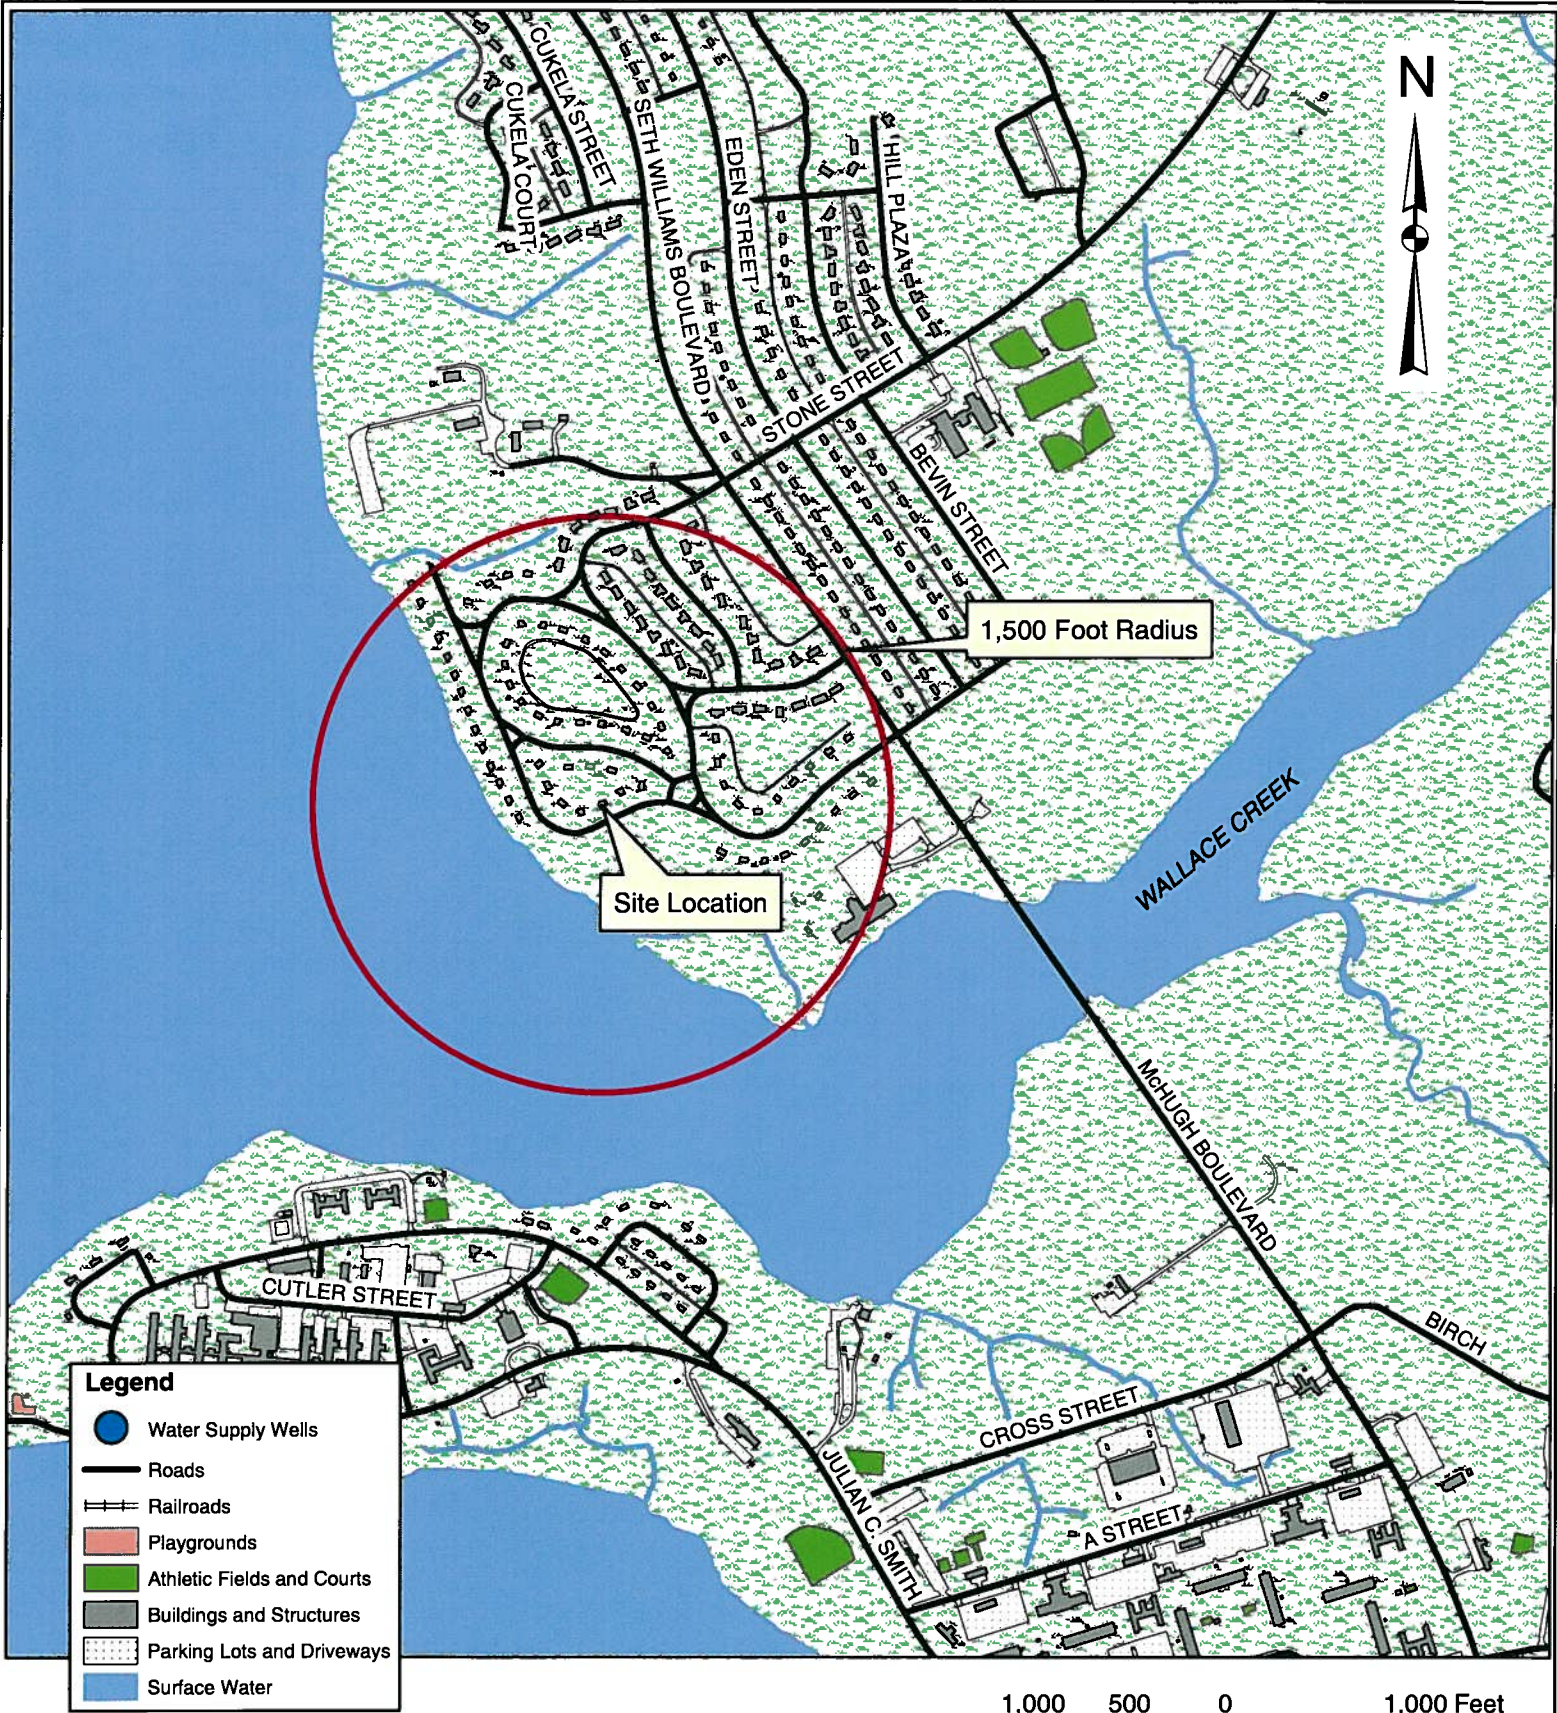 N
CUKELA STREET
CUKELA COURT
SETH WILLIAMS BOULEVARD
EDEN STREET
HILL PLAZA
STONE STREET
BEVIN STREET
1,500 Foot Radius
WALLACE CREEK
Site Location
McHUGH BOULEVARD
CUTLER STREET
BIRCH
CROSS STREET
JULIAN C. SMITH
A STREET
Legend
Water Supply Wells
Roads
Railroads
Playgrounds
Athletic Fields and Courts
Buildings and Structures
Parking Lots and Driveways
Surface Water
1,000 500 0 1,000 Feet